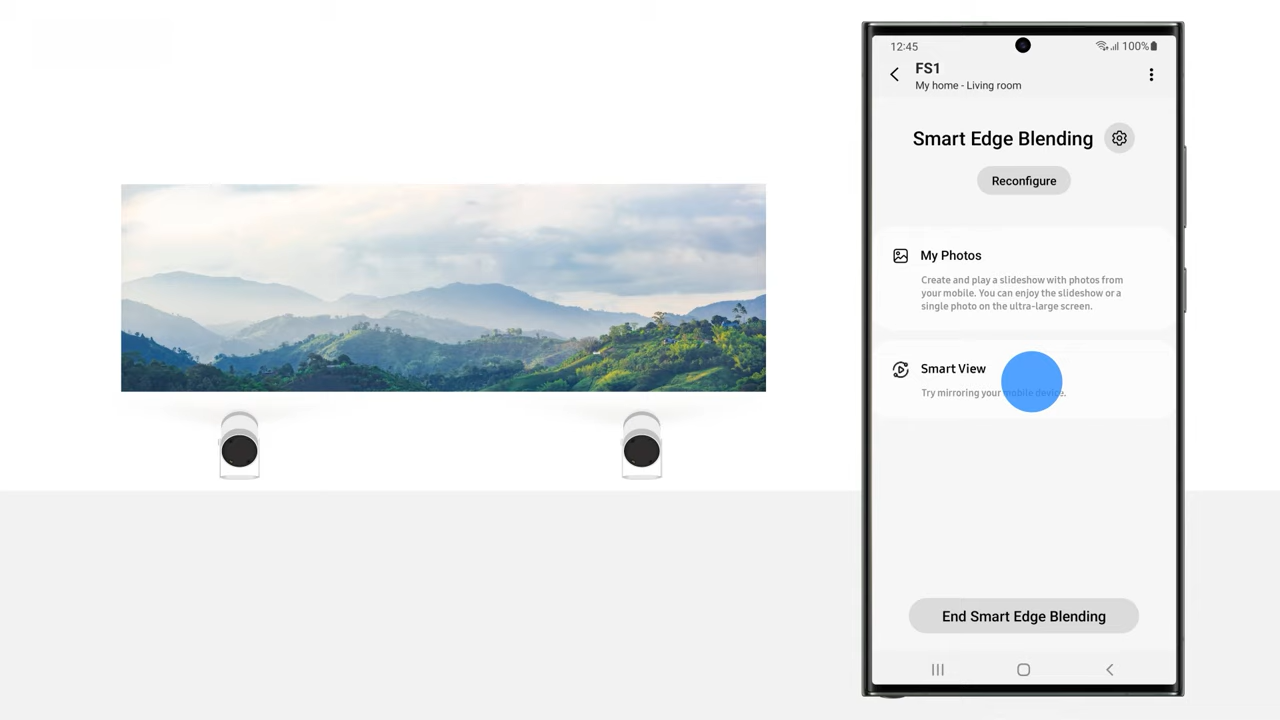 12:45
100%
FS1
My home - Living room
Smart Edge Blending
Reconfigure
My Photos
Create and play a slideshow with photos from
your mobile. You can enjoy the slideshow or a
single photo on the ultra-large screen.
Smart View
Try mirroring your mobile device.
End Smart Edge Blending